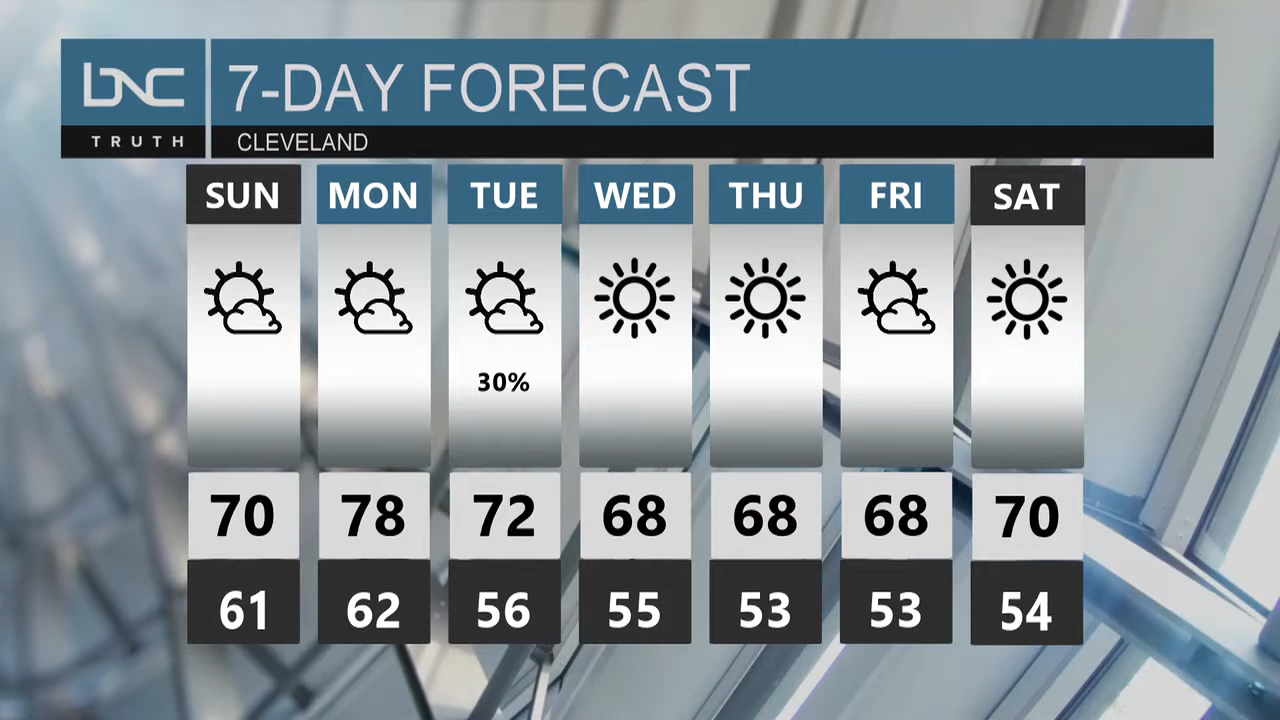 bNC
TRUTH
7-DAY FORECAST
CLEVELAND
SUN MON TUE WED THU FRI SAT
30%
70 78 72 68 68 68 70
61 62 56 55 53 53 54